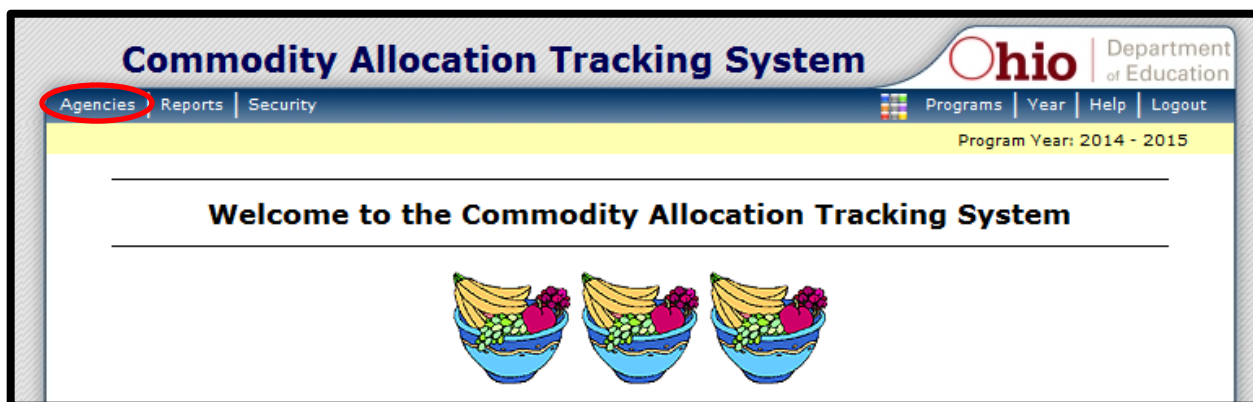 Commodity Allocation Tracking System
Ohio
Department
of Education
Agencies | Reports | Security
Programs | Year | Help | Logout
Program Year: 2014 - 2015
Welcome to the Commodity Allocation Tracking System